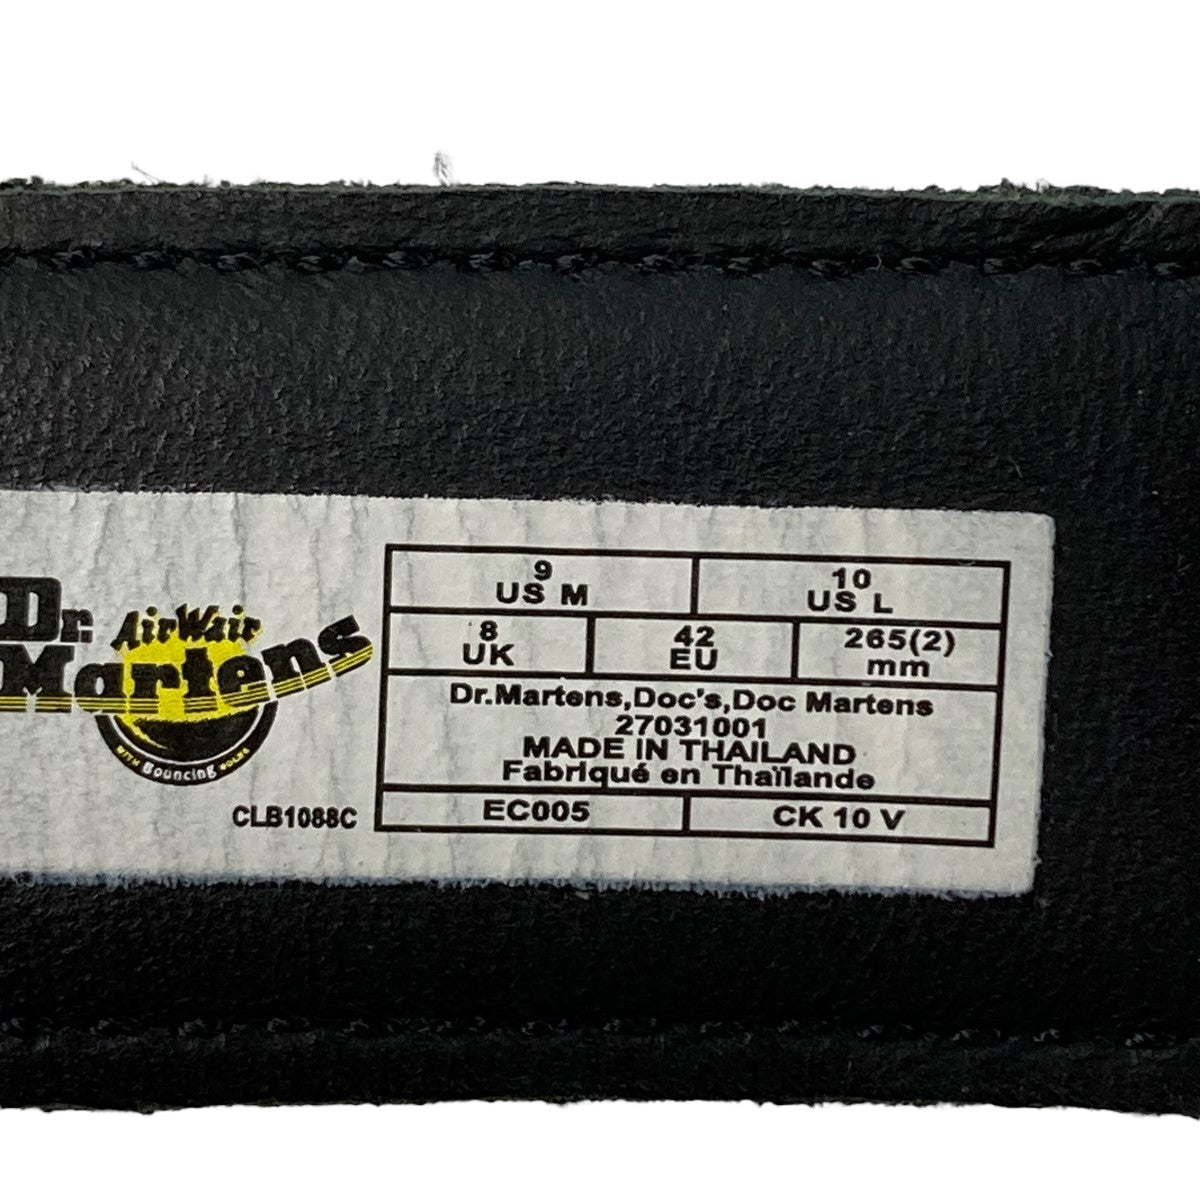 Dr.
Martens
AirWair
WITH Bouncing SOLES
CLB1088C
9
US M
10
US L
8
UK
42
EU
265(2)
mm
Dr.Martens,Doc's,Doc Martens
27031001
MADE IN THAILAND
Fabriqué en Thaïlande
EC005
CK 10 V